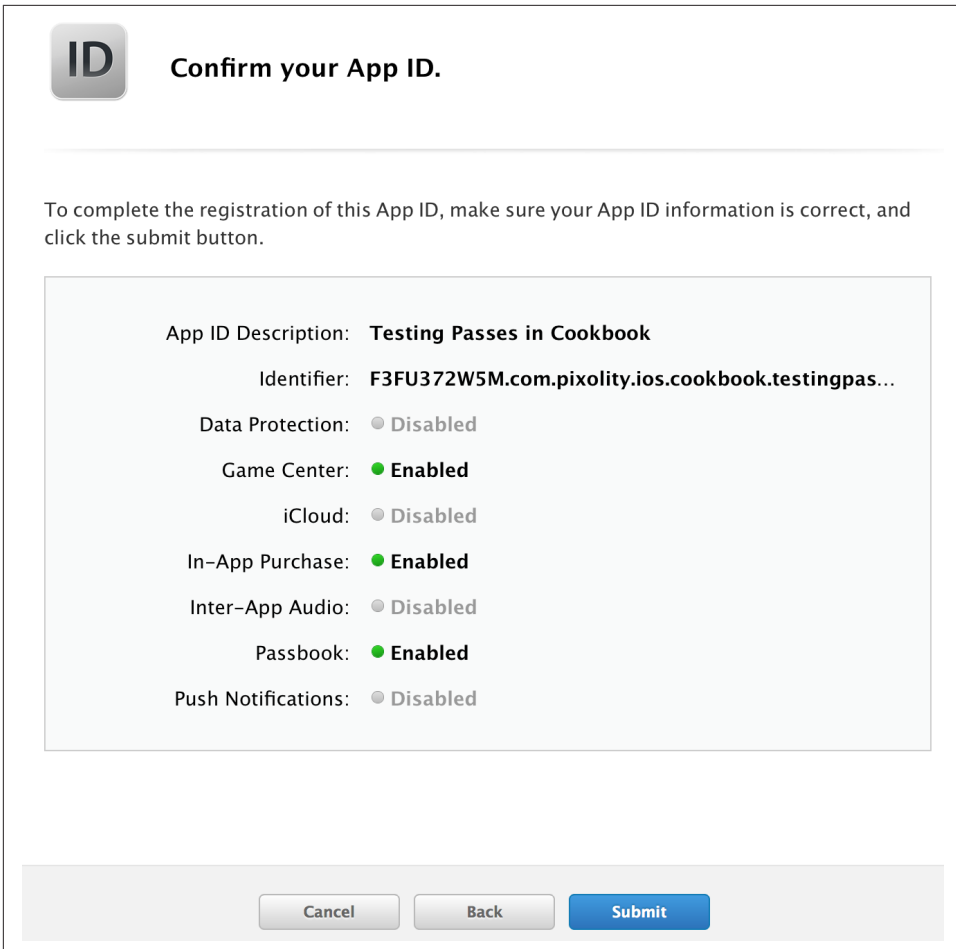 ID
Confirm your App ID.
To complete the registration of this App ID, make sure your App ID information is correct, and
click the submit button.
App ID Description: Testing Passes in Cookbook
Identifier: F3FU372W5M.com.pixolity.ios.cookbook.testingpas...
Data Protection: Disabled
Game Center: Enabled
iCloud: Disabled
In-App Purchase: Enabled
Inter-App Audio: Disabled
Passbook: Enabled
Push Notifications: Disabled
Cancel Back Submit